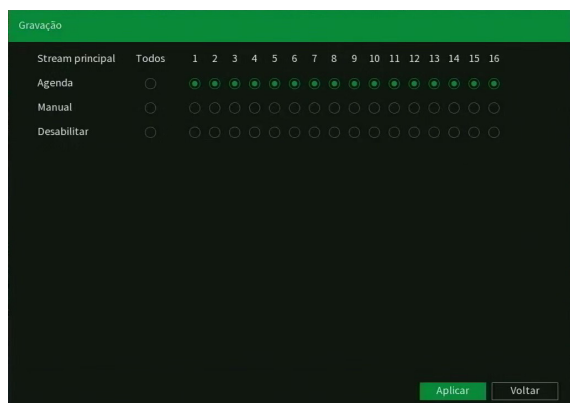 Gravação
Stream principal Todos 1 2 3 4 5 6 7 8 9 10 11 12 13 14 15 16
Agenda
Manual
Desabilitar
Aplicar Voltar